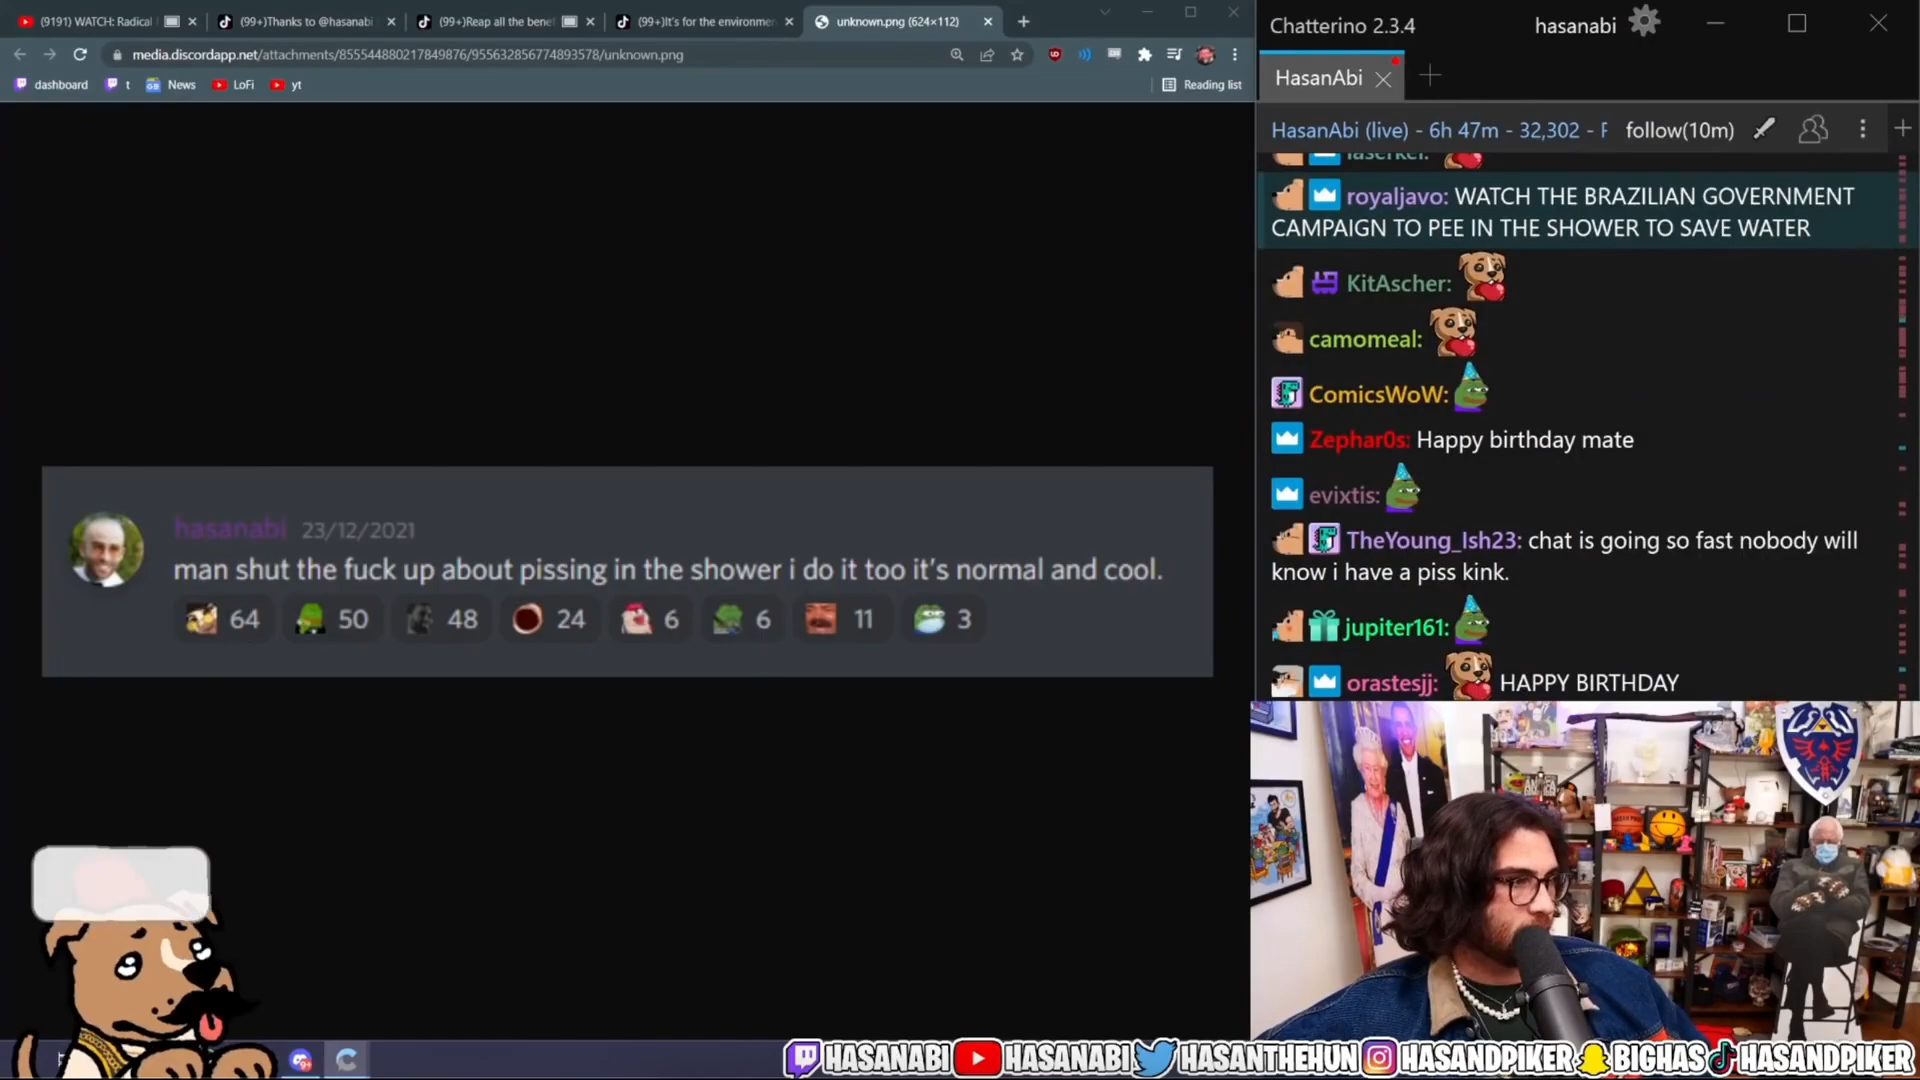 (9191) WATCH: Radical
(99+)Thanks to @hasanabi
(99+)Reap all the bene
(99+)It's for the environmen
unknown.png (624×112)
media.discordapp.net/attachments/855544880217849876/955632856774893578/unknown.png
dashboard
t
News
LoFi
yt
Reading list
hasanabi 23/12/2021
man shut the fuck up about pissing in the shower i do it too it's normal and cool.
64 50 48 24 6 6 11 3
Chatterino 2.3.4
hasanabi
HasanAbi
HasanAbi (live) - 6h 47m - 32,302 - F
follow(10m)
royaljavo: WATCH THE BRAZILIAN GOVERNMENT
CAMPAIGN TO PEE IN THE SHOWER TO SAVE WATER
KitAscher:
camomeal:
ComicsWoW:
Zephar0s: Happy birthday mate
evixtis:
TheYoung_Ish23: chat is going so fast nobody will
know i have a piss kink.
jupiter161:
orastesjj: HAPPY BIRTHDAY
HASANABI HASANABI HASANTHEHUN HASANDPIKER BIGHAS HASANDPIKER